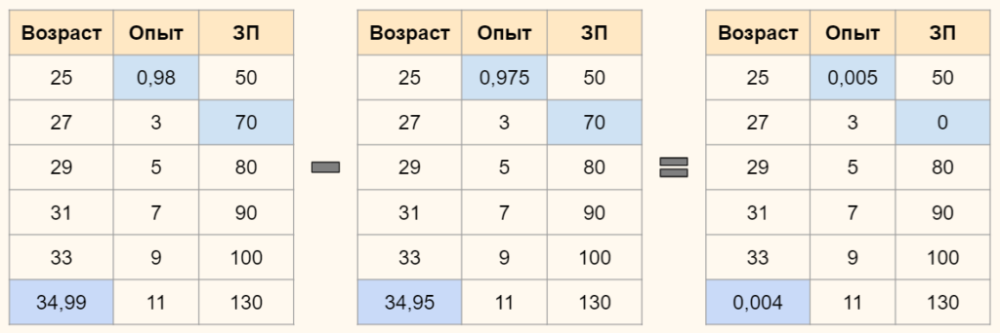 Возраст Опыт ЗП Возраст Опыт ЗП Возраст Опыт ЗП
25 0,98 50 25 0,975 50 25 0,005 50
27 3 70 27 3 70 27 3 0
29 5 80 29 5 80 29 5 80
31 7 90 31 7 90 31 7 90
33 9 100 33 9 100 33 9 100
34,99 11 130 34,95 11 130 0,004 11 130